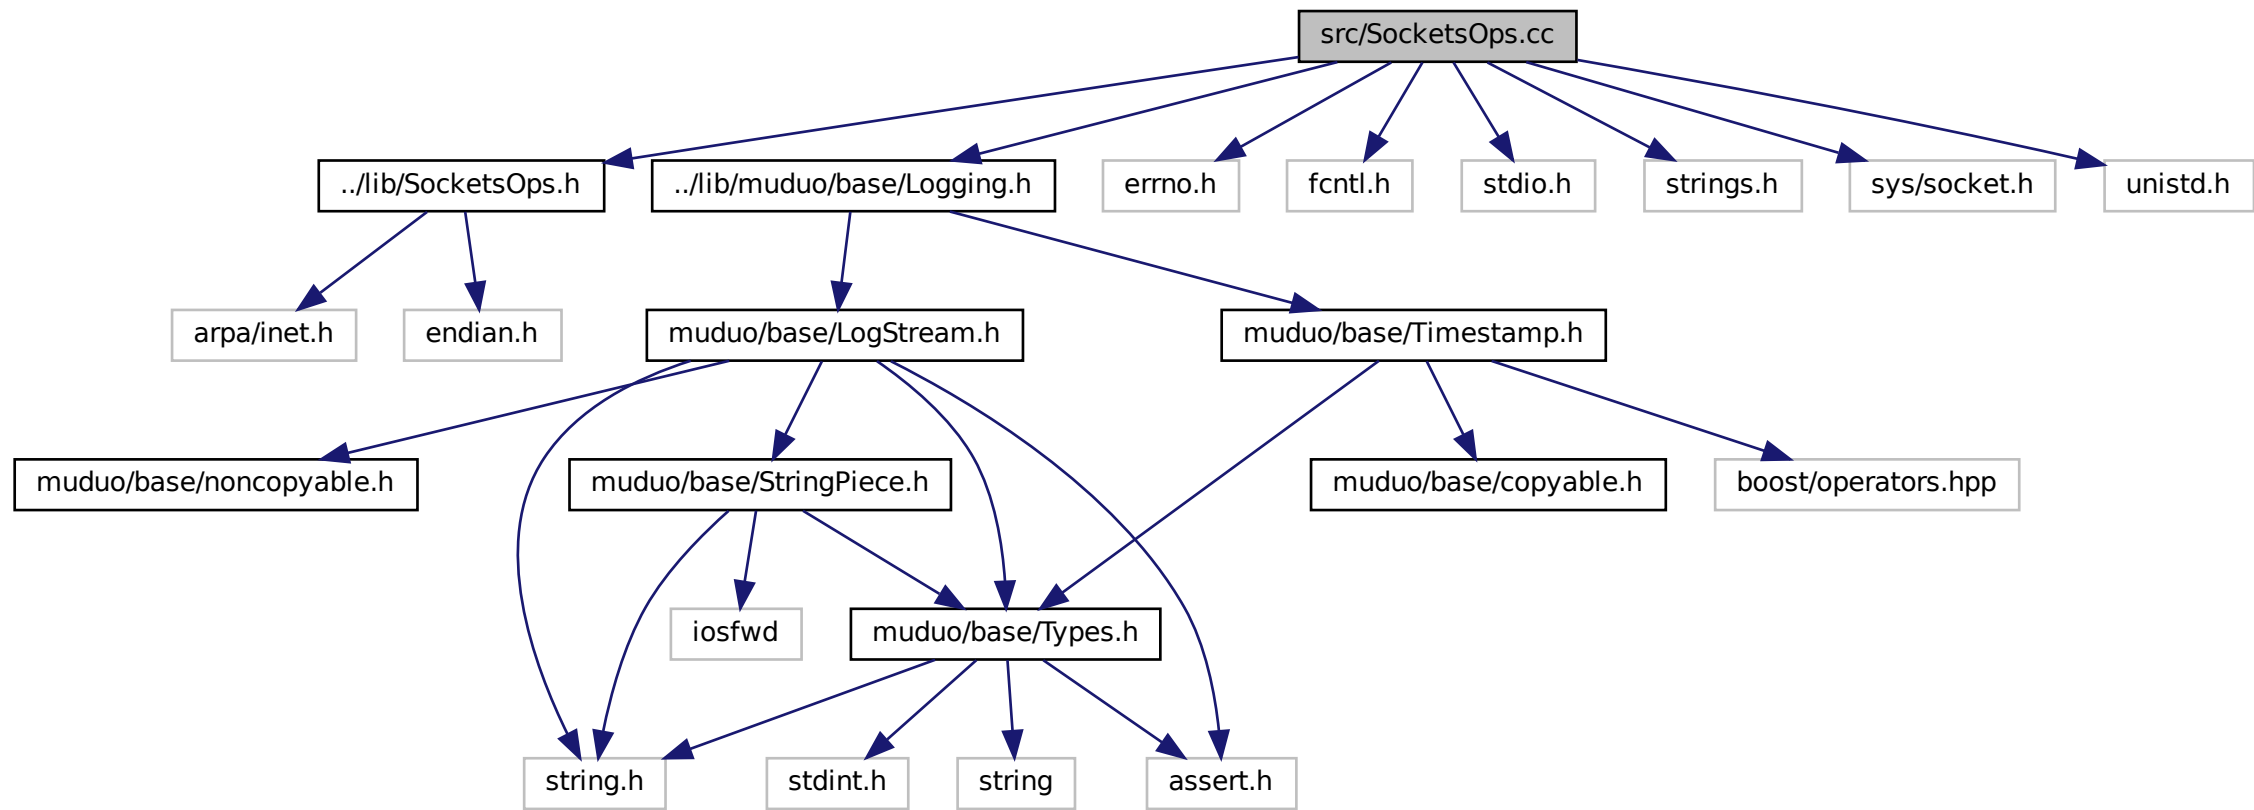 src/SocketsOps.cc
../lib/SocketsOps.h
../lib/muduo/base/Logging.h
errno.h
fcntl.h
stdio.h
strings.h
sys/socket.h
unistd.h
arpa/inet.h
endian.h
muduo/base/LogStream.h
muduo/base/Timestamp.h
muduo/base/noncopyable.h
muduo/base/StringPiece.h
muduo/base/copyable.h
boost/operators.hpp
iosfwd
muduo/base/Types.h
string.h
stdint.h
string
assert.h